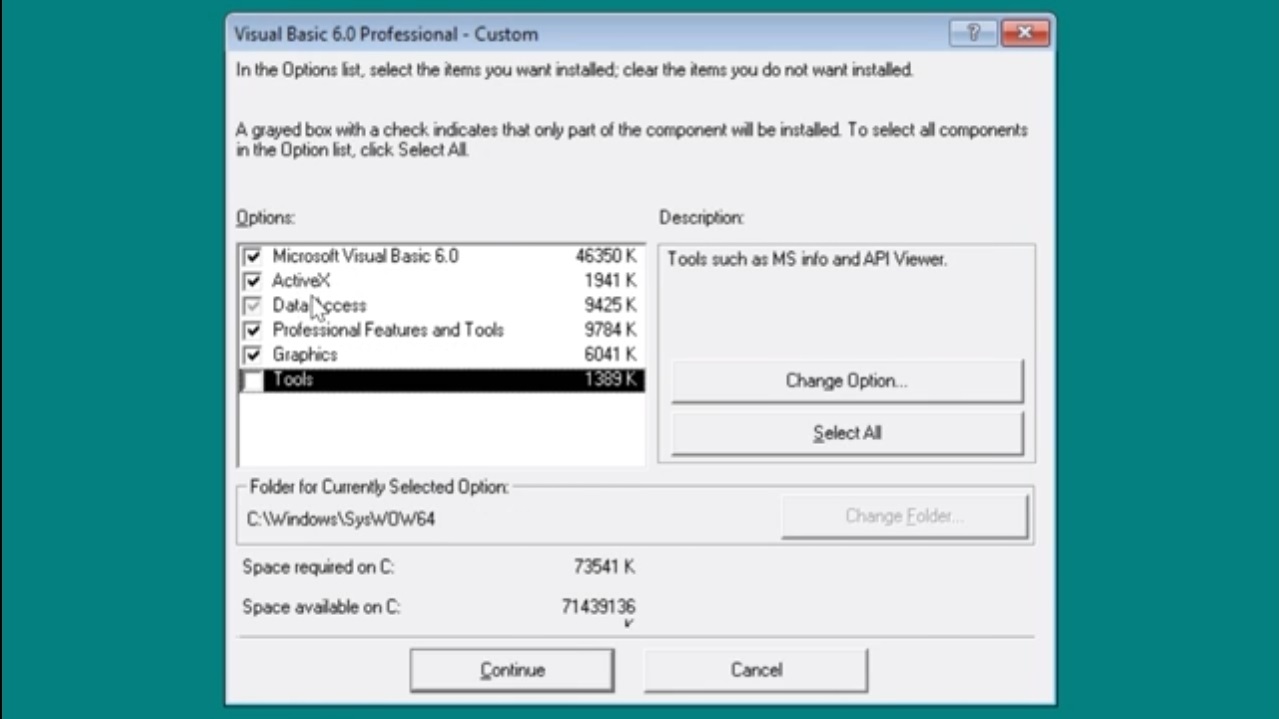 Visual Basic 6.0 Professional - Custom
In the Options list, select the items you want installed; clear the items you do not want installed.
A grayed box with a check indicates that only part of the component will be installed. To select all components
in the Option list, click Select All.
Options:
Description:
Microsoft Visual Basic 6.0 46350 K
ActiveX 1941 K
Data Access 9425 K
Professional Features and Tools 9784 K
Graphics 6041 K
Tools 1389 K
Tools such as MS info and API Viewer.
Change Option...
Select All
Folder for Currently Selected Option:
C:\Windows\SysWOW64
Change Folder...
Space required on C: 73541 K
Space available on C: 71439136
K
Continue
Cancel